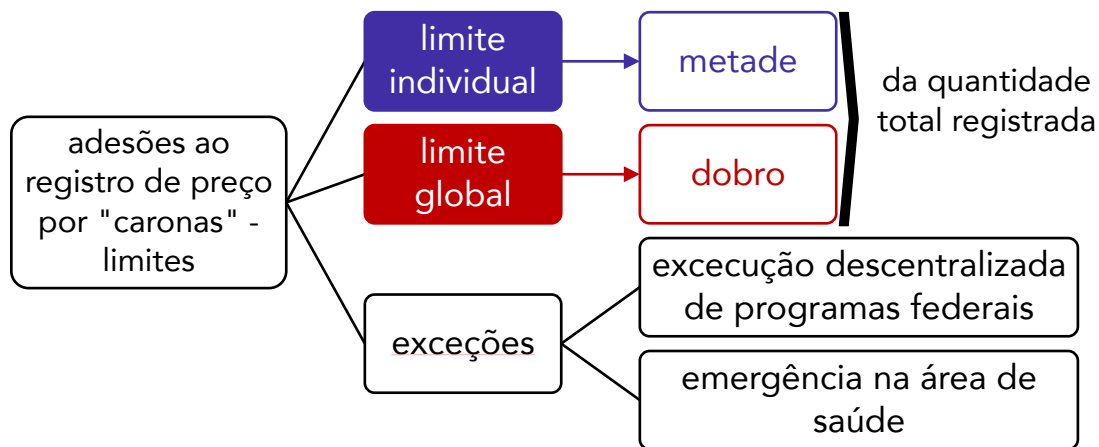 adesões ao
registro de preço
por "caronas" -
limites
limite
individual
metade
limite
global
dobro
da quantidade
total registrada
exceções
excecução descentralizada
de programas federais
emergência na área de
saúde